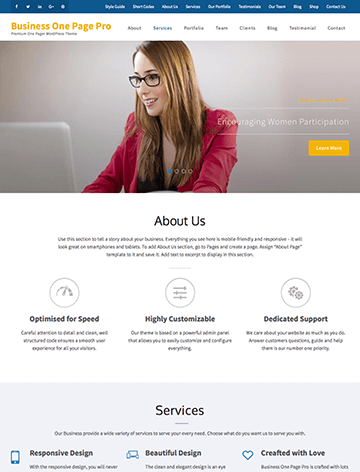 Style Guide Short Codes About Us Services Our Portfolio Testimonials Our Team Blog Shop Contact Us
Business One Page Pro
Premium One Pager WordPress Theme
About Services Portfolio Team Clients Blog Testimonial Contact
Encouraging Women Participation
Learn More
About Us
Use this section to tell a story about your business. Everything you see here is mobile-friendly and responsive – it will
look great on smartphones and tablets. To add About Us section, go to Pages and create a page. Assign "About Page"
template to it and save it. Add text to excerpt to display in this section.
Optimised for Speed
Careful attention to detail and clean, well
structured code ensures a smooth user
experience for all your visitors.
Highly Customizable
Our theme is based on a powerful admin panel
that allows you to easily customize and configure
everything.
Dedicated Support
We care about your website as much as you do.
Answer customers questions, guide and help
them is our number one priority.
Services
Our Business provide a wide variety of services to serve your every need. Choose what do you want us to serve you with.
Responsive Design
With the responsive design, you will never
Beautiful Design
The clean and elegant design is an eye
Creafted with Love
Business One Page Pro is Crafted with lots